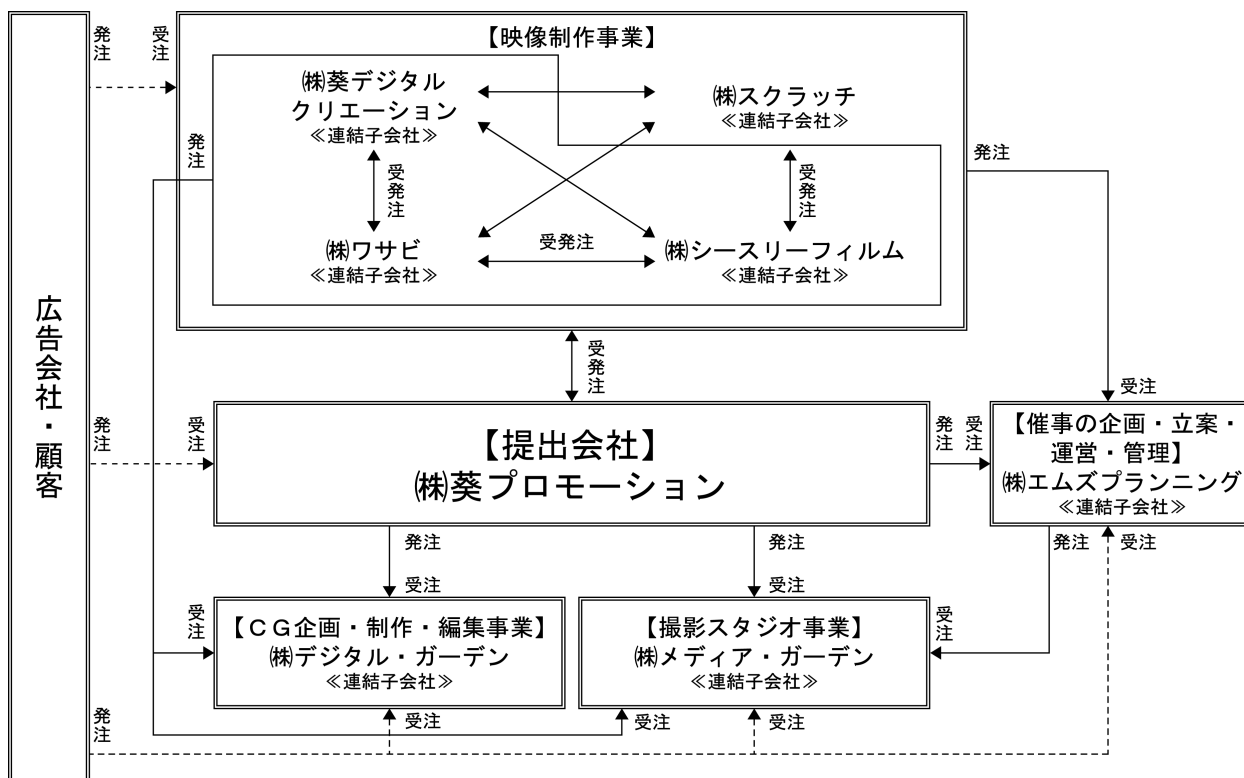 広告会社・顧客
発注
受注
【映像制作事業】
㈱葵デジタル
クリエーション
≪連結子会社≫
㈱スクラッチ
≪連結子会社≫
発注
受発注
受発注
発注
㈱ワサビ
≪連結子会社≫
受発注
㈱シースリーフィルム
≪連結子会社≫
受発注
受注
発注
受注
【提出会社】
㈱葵プロモーション
発注
受注
【催事の企画・立案・
運営・管理】
㈱エムズプランニング
≪連結子会社≫
発注
発注
発注
受注
受注
受注
受注
【CG企画・制作・編集事業】
㈱デジタル・ガーデン
≪連結子会社≫
【撮影スタジオ事業】
㈱メディア・ガーデン
≪連結子会社≫
受注
発注
受注
受注
受注